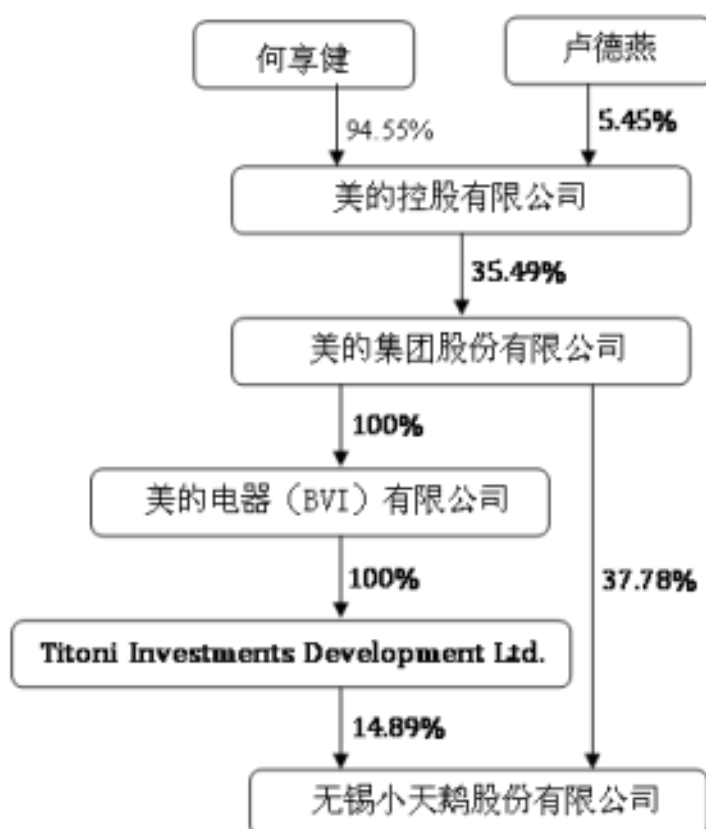 何享健
卢德燕
94.55%
5.45%
美的控股有限公司
35.49%
美的集团股份有限公司
100%
美的电器（BVI）有限公司
100%
37.78%
Titoni Investments Development Ltd.
14.89%
无锡小天鹅股份有限公司